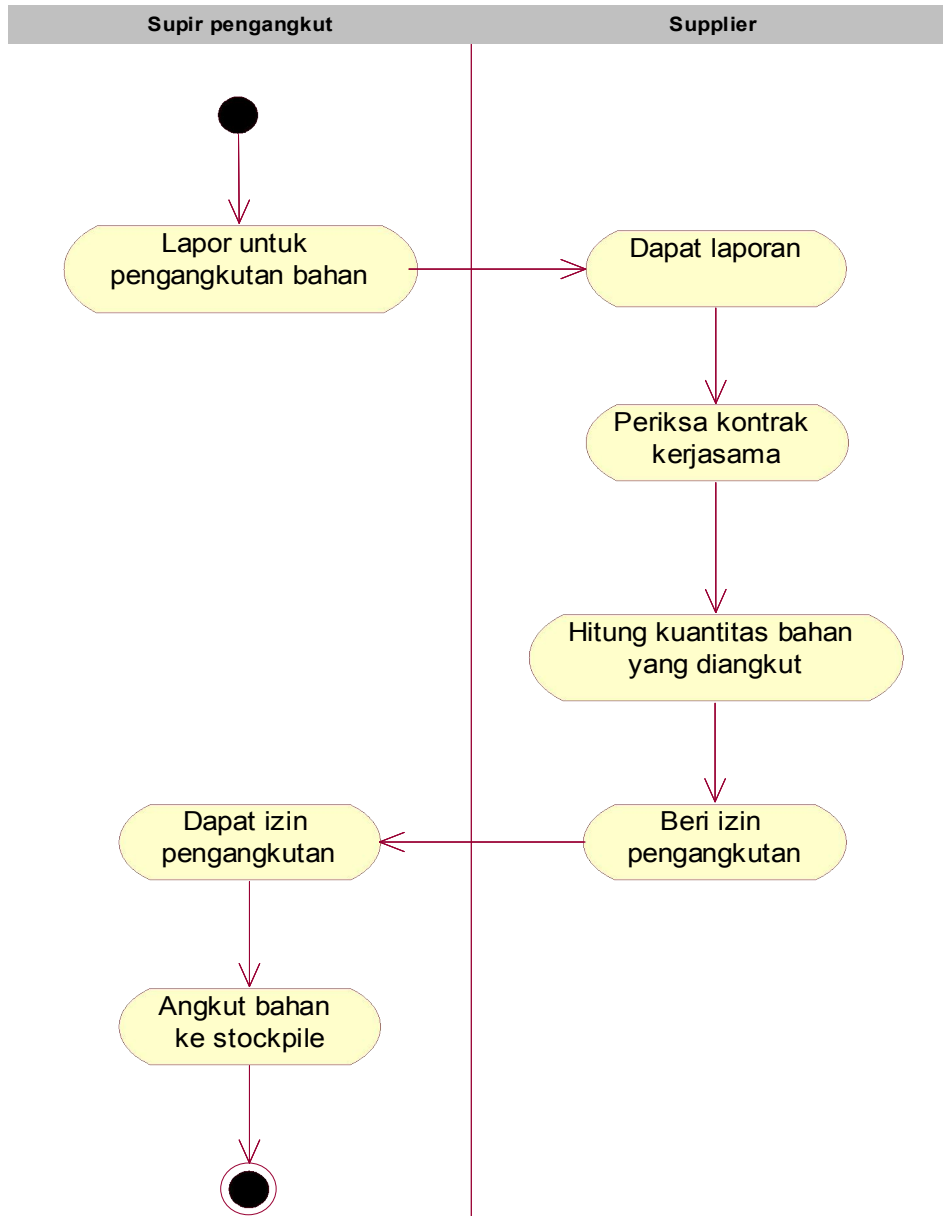 Supir pengangkut
Supplier
Lapor untuk
pengangkutan bahan
Dapat laporan
Periksa kontrak
kerjasama
Hitung kuantitas bahan
yang diangkut
Beri izin
pengangkutan
Dapat izin
pengangkutan
Angkut bahan
ke stockpile